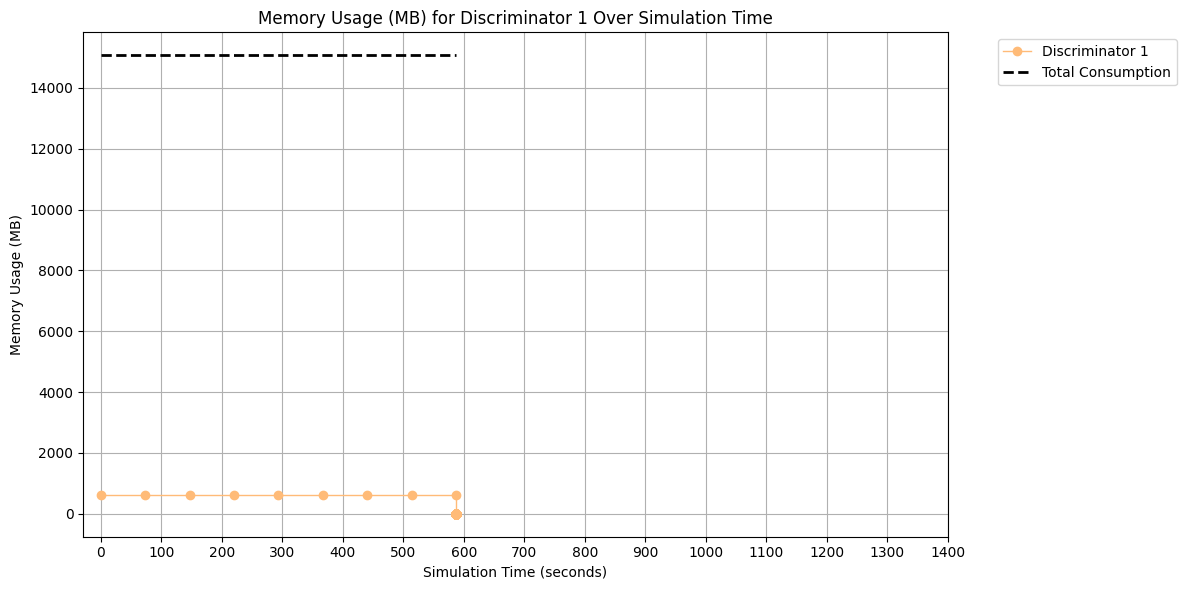 Memory Usage (MB) for Discriminator 1 Over Simulation Time
Discriminator 1
Total Consumption
Memory Usage (MB)
14000
12000
10000
8000
6000
4000
2000
0
0 100 200 300 400 500 600 700 800 900 1000 1100 1200 1300 1400
Simulation Time (seconds)